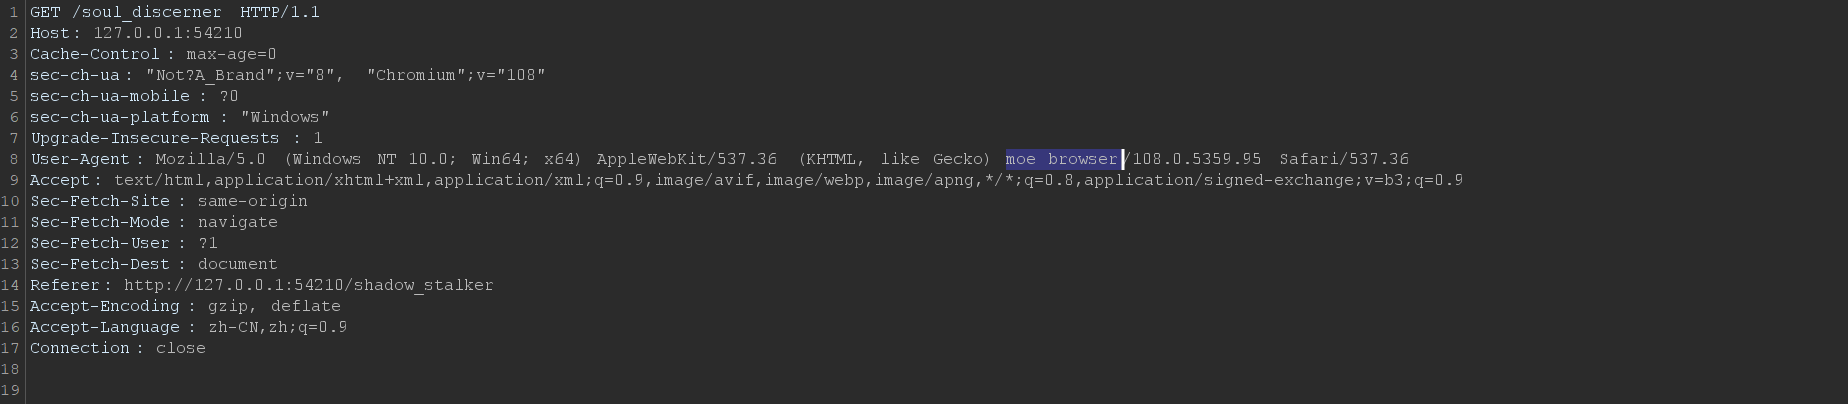 1 GET /soul_discerner HTTP/1.1
2 Host: 127.0.0.1:54210
3 Cache-Control: max-age=0
4 sec-ch-ua: "Not?A_Brand";v="8", "Chromium";v="108"
5 sec-ch-ua-mobile: ?0
6 sec-ch-ua-platform: "Windows"
7 Upgrade-Insecure-Requests: 1
8 User-Agent: Mozilla/5.0 (Windows NT 10.0; Win64; x64) AppleWebKit/537.36 (KHTML, like Gecko) moe browser/108.0.5359.95 Safari/537.36
9 Accept: text/html,application/xhtml+xml,application/xml;q=0.9,image/avif,image/webp,image/apng,*/*;q=0.8,application/signed-exchange;v=b3;q=0.9
10 Sec-Fetch-Site: same-origin
11 Sec-Fetch-Mode: navigate
12 Sec-Fetch-User: ?1
13 Sec-Fetch-Dest: document
14 Referer: http://127.0.0.1:54210/shadow_stalker
15 Accept-Encoding: gzip, deflate
16 Accept-Language: zh-CN,zh;q=0.9
17 Connection: close
18
19